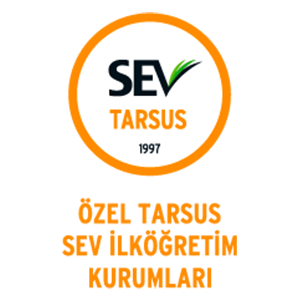 SEV
TARSUS
1997
ÖZEL TARSUS
SEV İLKÖĞRETİM
KURUMLARI